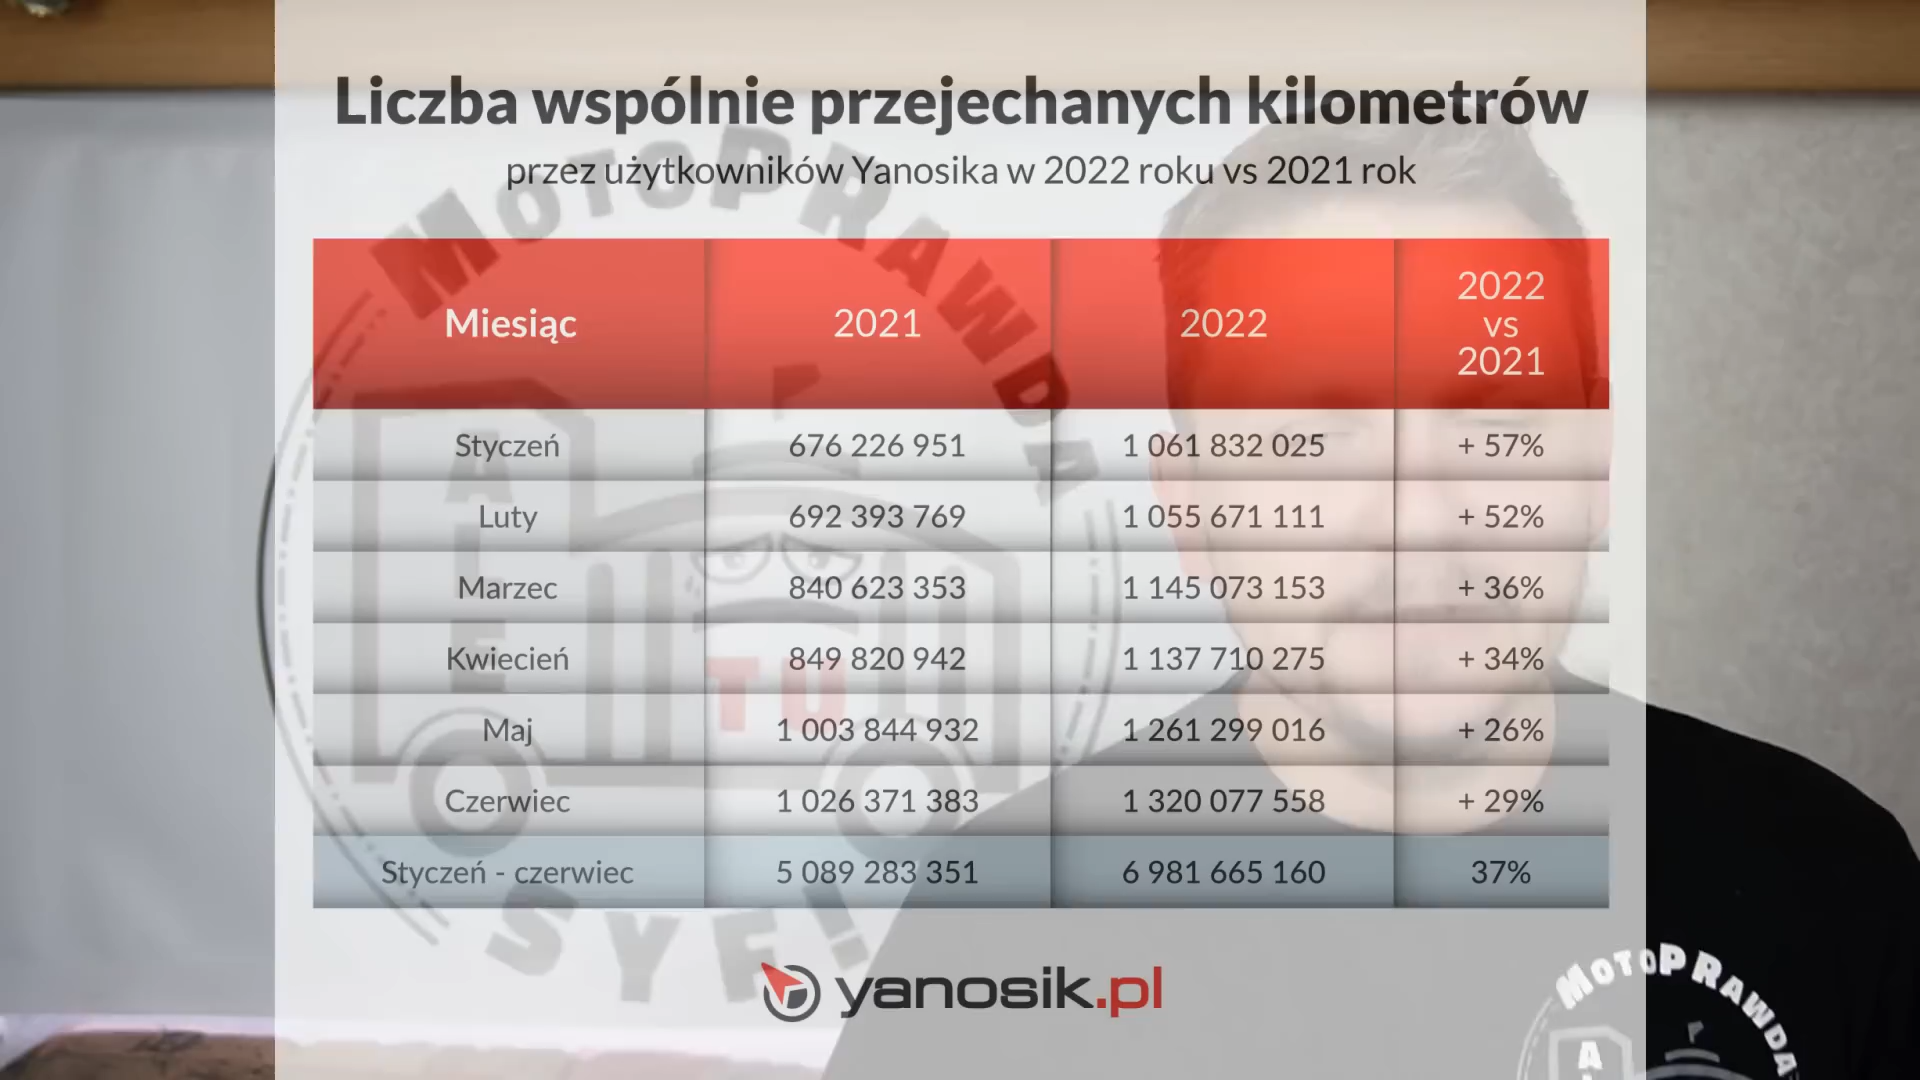 Liczba wspólnie przejechanych kilometrów
przez użytkowników Yanosika w 2022 roku vs 2021 rok
Miesiąc 2021 2022 2022 vs 2021
Styczeń 676 226 951 1 061 832 025 + 57%
Luty 692 393 769 1 055 671 111 + 52%
Marzec 840 623 353 1 145 073 153 + 36%
Kwiecień 849 820 942 1 137 710 275 + 34%
Maj 1 003 844 932 1 261 299 016 + 26%
Czerwiec 1 026 371 383 1 320 077 558 + 29%
Styczeń - czerwiec 5 089 283 351 6 981 665 160 37%
yanosik.pl
MOTOPRAWDA
ALE
TU
SYF!
MOTOPRAWDA
A